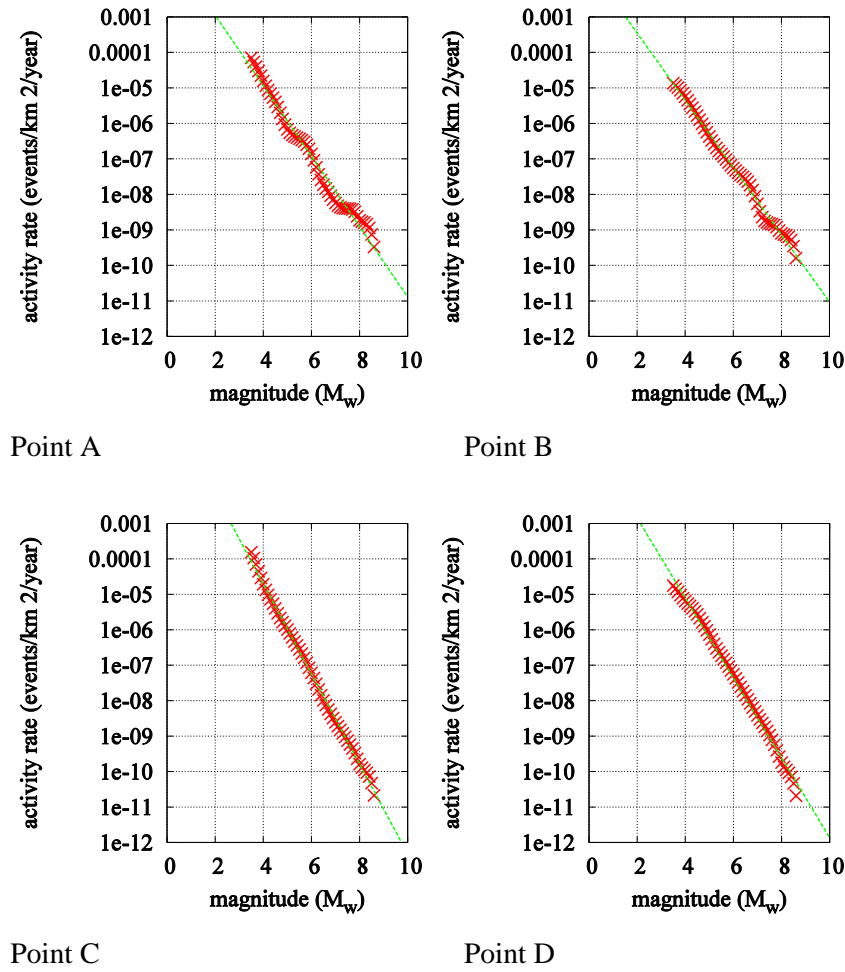 0.001
0.0001
1e-05
1e-06
1e-07
1e-08
1e-09
1e-10
1e-11
1e-12
activity rate (events/km 2/year)
0 2 4 6 8 10
magnitude (Mw)
Point A
0.001
0.0001
1e-05
1e-06
1e-07
1e-08
1e-09
1e-10
1e-11
1e-12
activity rate (events/km 2/year)
0 2 4 6 8 10
magnitude (Mw)
Point B
0.001
0.0001
1e-05
1e-06
1e-07
1e-08
1e-09
1e-10
1e-11
1e-12
activity rate (events/km 2/year)
0 2 4 6 8 10
magnitude (Mw)
Point C
0.001
0.0001
1e-05
1e-06
1e-07
1e-08
1e-09
1e-10
1e-11
1e-12
activity rate (events/km 2/year)
0 2 4 6 8 10
magnitude (Mw)
Point D